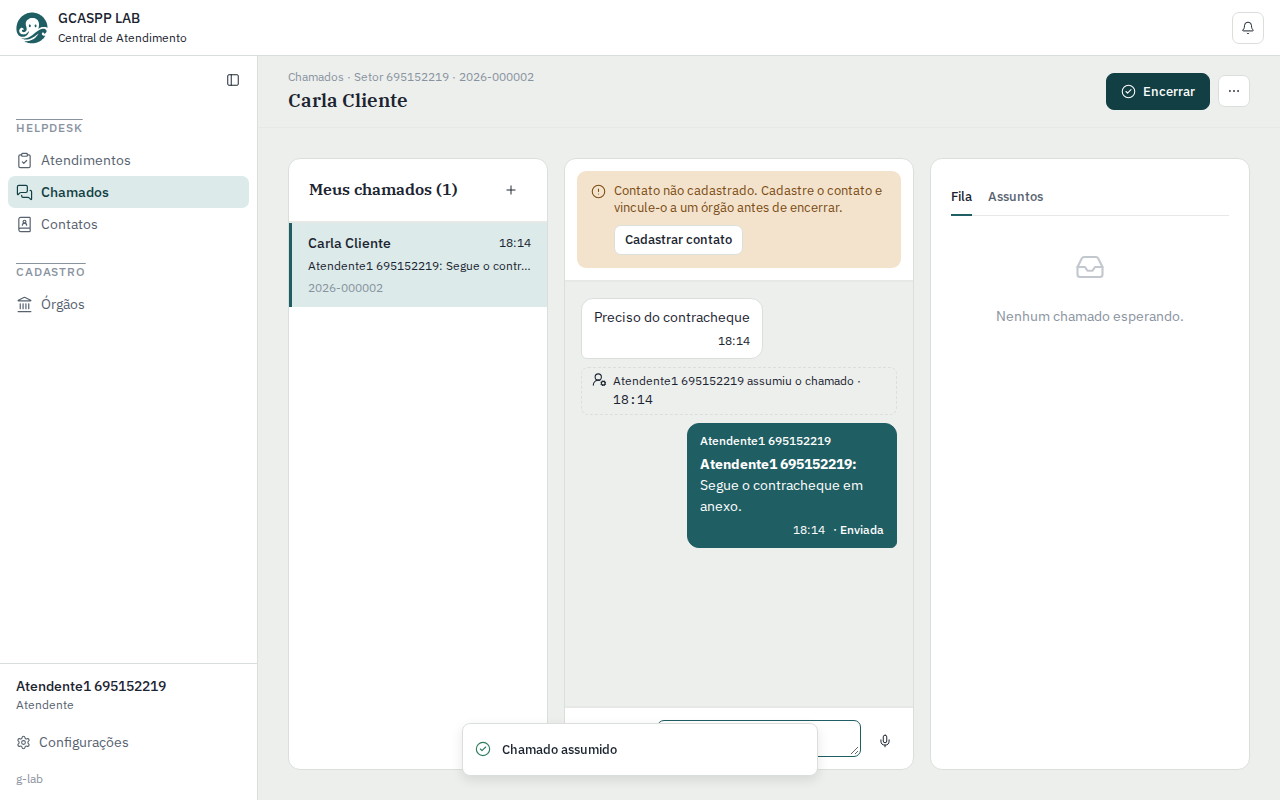 GCASPP LAB
Central de Atendimento
HELPDESK
Atendimentos
Chamados
Contatos
CADASTRO
Órgãos
Atendente1 695152219
Atendente
Configurações
g-lab
Chamados · Setor 695152219 · 2026-000002
Carla Cliente
Encerrar
Meus chamados (1)
Carla Cliente 18:14
Atendente1 695152219: Segue o contr...
2026-000002
Contato não cadastrado. Cadastre o contato e
vincule-o a um órgão antes de encerrar.
Cadastrar contato
Preciso do contracheque
18:14
Atendente1 695152219 assumiu o chamado ·
18:14
Atendente1 695152219
Atendente1 695152219:
Segue o contracheque em
anexo.
18:14 · Enviada
Fila Assuntos
Nenhum chamado esperando.
Chamado assumido